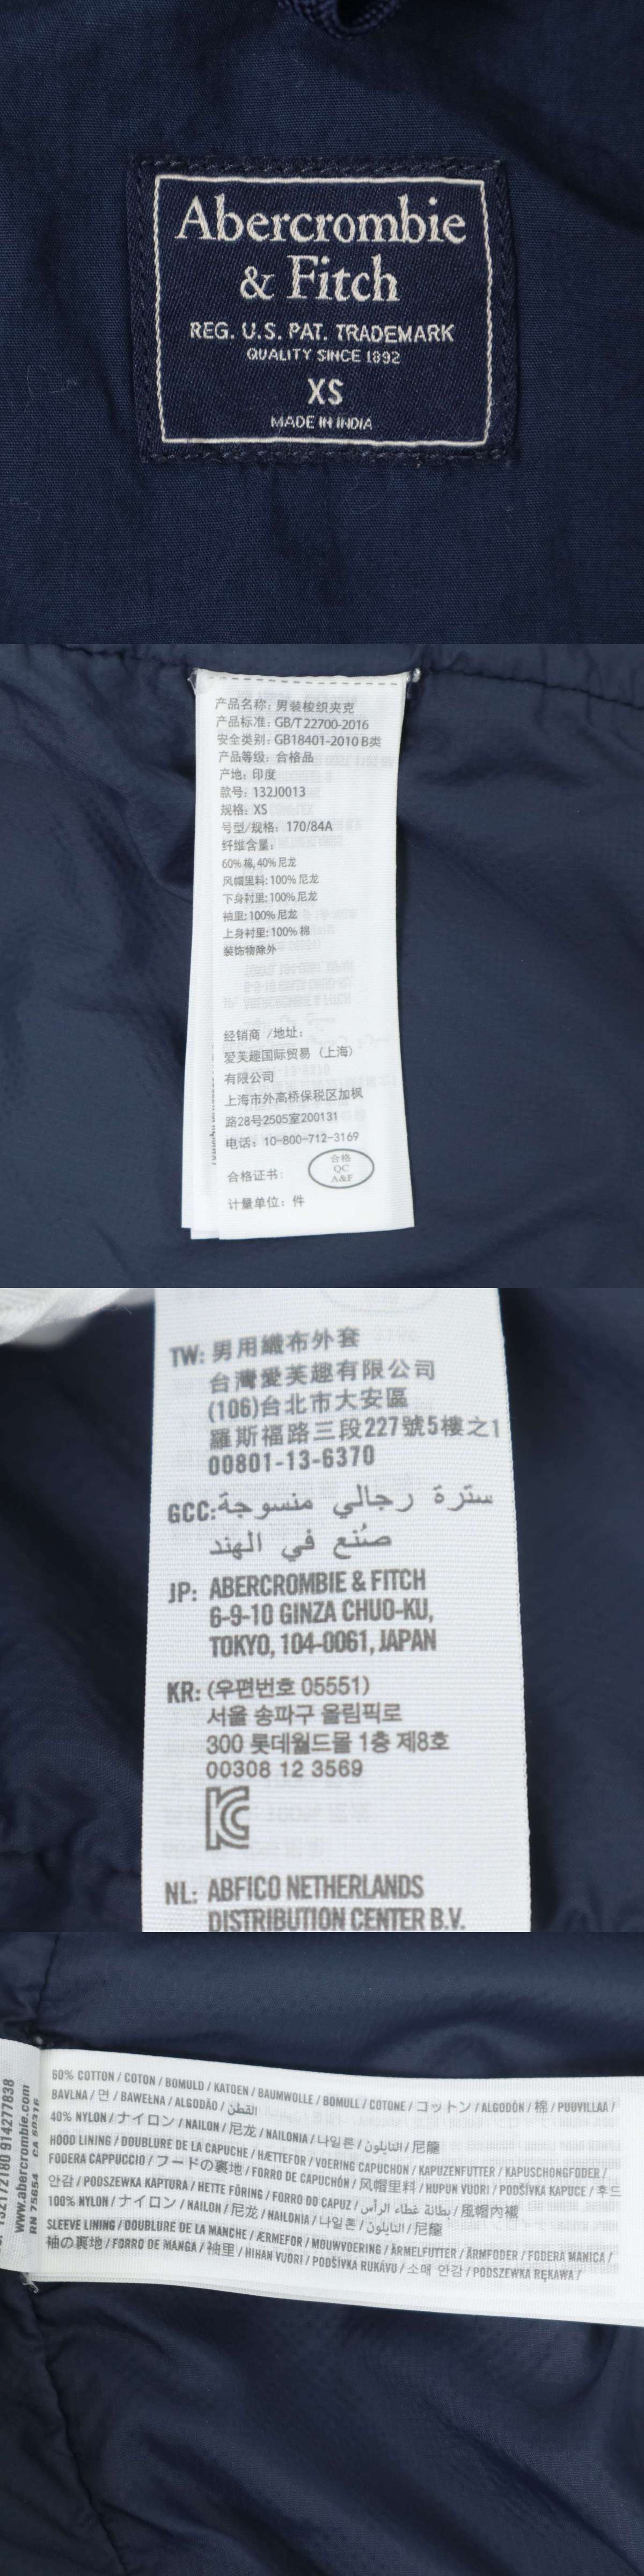 Abercrombie
& Fitch
REG. U.S. PAT. TRADEMARK
QUALITY SINCE 1892
XS
MADE IN INDIA
产品名称: 男装梭织夹克
产品标准: GB/T 22700-2016
安全类别: GB18401-2010 B类
产品等级: 合格品
产地: 印度
款号: 132J0013
规格: XS
号型/规格: 170/84A
纤维含量:
60% 棉, 40% 尼龙
风帽里料: 100% 尼龙
下身衬里: 100% 尼龙
袖里: 100% 尼龙
上身衬里: 100% 棉
装饰物除外
经销商 /地址:
爱芙趣国际贸易 (上海)
有限公司
上海市外高桥保税区加枫
路28号2505室200131
电话: 10-800-712-3169
合格证书:
合格
QC
A&F
计量单位: 件
TW: 男用織布外套
台灣愛芙趣有限公司
(106)台北市大安區
羅斯福路三段227號5樓之1
00801-13-6370
GCC: سترة رجالي منسوجة
صُنع في الهند
JP: ABERCROMBIE & FITCH
6-9-10 GINZA CHUO-KU,
TOKYO, 104-0061, JAPAN
KR: (우편번호 05551)
서울 송파구 올림픽로
300 롯데월드몰 1층 제8호
00308 12 3569
KC
NL: ABFICO NETHERLANDS
DISTRIBUTION CENTER B.V.
132172180 914277838
www.abercrombie.com
RN 75654 CA 50316
60% COTTON / COTON / BOMULD / KATOEN / BAUMWOLLE / BOMULL / COTONE / コットン / ALGODÓN / 棉 / PUUVILLAA /
BAVLNA / 면 / BAWEŁNA / ALGODÃO / القطن
40% NYLON / ナイロン / NAILON / 尼龙 / NAILONIA / 나일론 / النايلون / 尼龍
HOOD LINING / DOUBLURE DE LA CAPUCHE / HÆTTEFOR / VOERING CAPUCHON / KAPUZENFUTTER / KAPUSCHONGFODER /
FODERA CAPPUCCIO / フードの裏地 / FORRO DE CAPUCHÓN / 风帽里料 / HUPUN VUORI / PODŠÍVKA KAPUCE / 후드
안감 / PODSZEWKA KAPTURA / HETTE FÔRING / FORRO DO CAPUZ / بطانة غطاء الرأس / 風帽內襯
100% NYLON / ナイロン / NAILON / 尼龙 / NAILONIA / 나일론 / النايلون / 尼龍
SLEEVE LINING / DOUBLURE DE LA MANCHE / ÆRMEFOR / MOUWVOERING / ÄRMELFUTTER / ÄRMFODER / FODERA MANICA /
袖の裏地 / FORRO DE MANGA / 袖里 / HIHAN VUORI / PODŠÍVKA RUKÁVU / 소매 안감 / PODSZEWKA RĘKAWA /